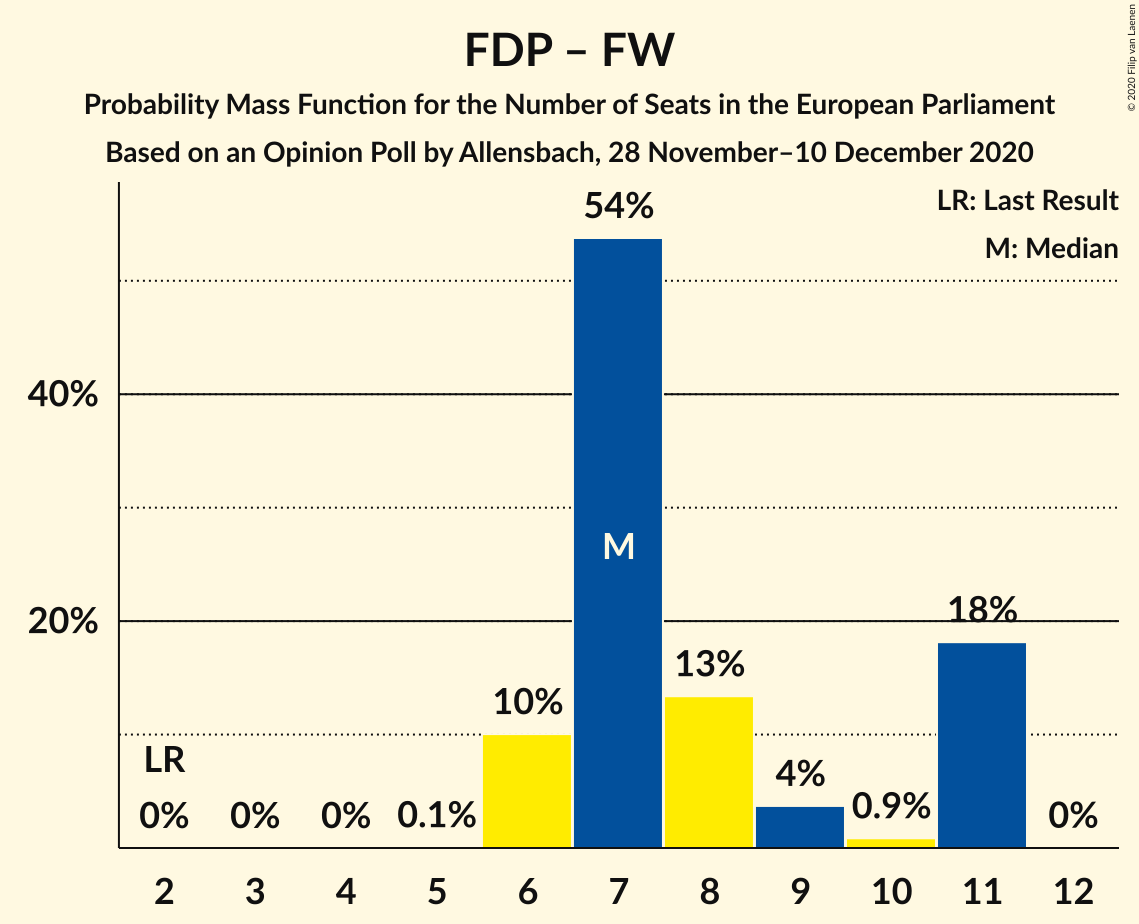 FDP – FW
Probability Mass Function for the Number of Seats in the European Parliament
Based on an Opinion Poll by Allensbach, 28 November–10 December 2020
© 2020 Filip van Laenen
LR: Last Result
M: Median
54%
40%
M
20%
18%
13%
10%
LR
4%
0.9%
0% 0% 0% 0.1% 0%
2 3 4 5 6 7 8 9 10 11 12